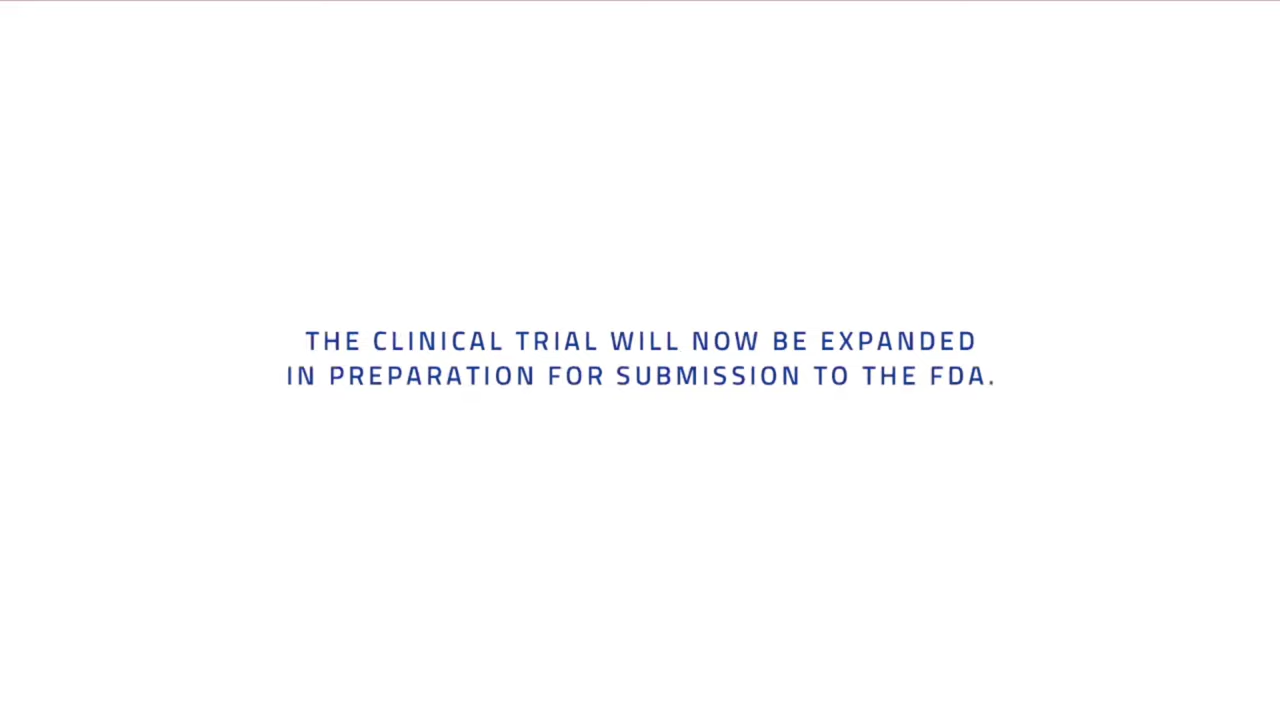 THE CLINICAL TRIAL WILL NOW BE EXPANDED
IN PREPARATION FOR SUBMISSION TO THE FDA.